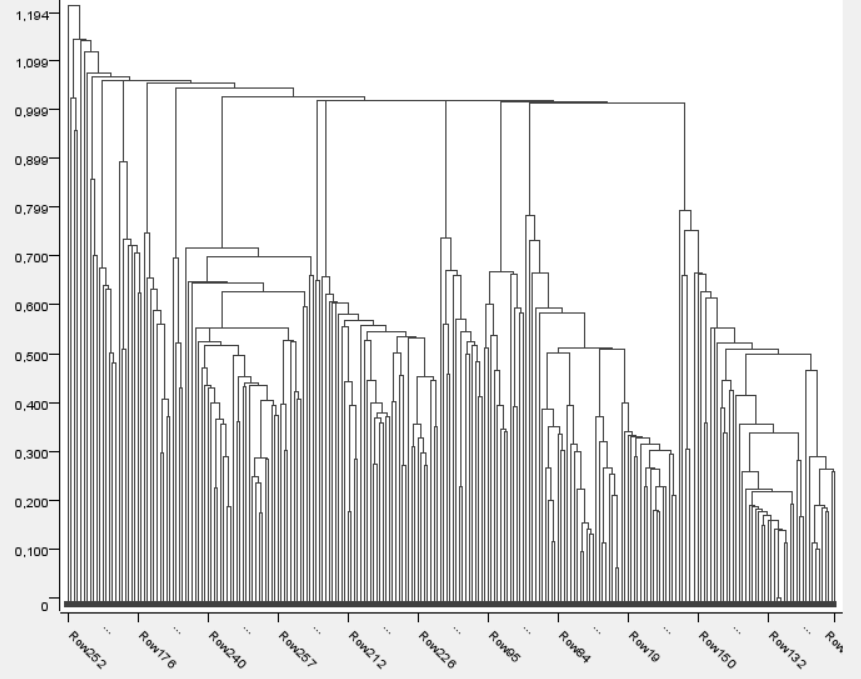 1,194
1,099
0,999
0,899
0,799
0,700
0,600
0,500
0,400
0,300
0,200
0,100
0
Row252
...
Row176
...
Row240
Row257
...
Row212
...
Row226
...
Row95
...
Row84
...
Row19
...
Row150
...
Row132
...
Row